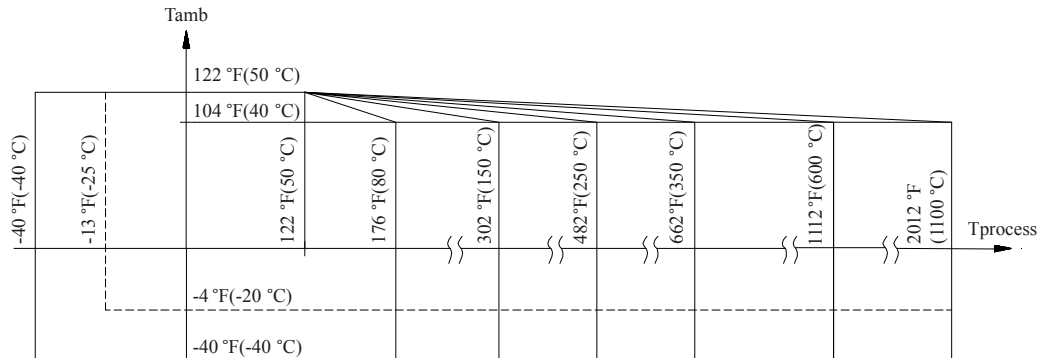 Tamb
122 °F(50 °C)
104 °F(40 °C)
-40 °F(-40 °C)
-13 °F(-25 °C)
122 °F(50 °C)
176 °F(80 °C)
302 °F(150 °C)
482°F(250 °C)
662°F(350 °C)
1112 °F(600 °C)
2012 °F
(1100 °C)
Tprocess
-4 °F(-20 °C)
-40 °F(-40 °C)